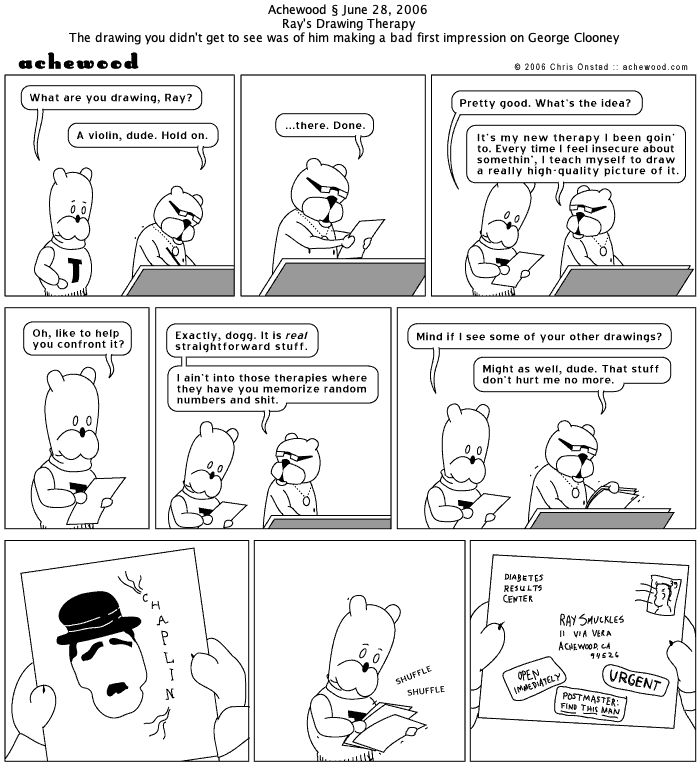 Achewood § June 28, 2006
Ray's Drawing Therapy
The drawing you didn't get to see was of him making a bad first impression on George Clooney
achewood
© 2006 Chris Onstad :: achewood.com
What are you drawing, Ray?
A violin, dude. Hold on.
...there. Done.
Pretty good. What's the idea?
It's my new therapy I been goin'
to. Every time I feel insecure about
somethin', I teach myself to draw
a really high-quality picture of it.
T
Oh, like to help
you confront it?
Exactly, dogg. It is real
straightforward stuff.
I ain't into those therapies where
they have you memorize random
numbers and shit.
Mind if I see some of your other drawings?
Might as well, dude. That stuff
don't hurt me no more.
CHAPLIN
SHUFFLE
SHUFFLE
DIABETES
RESULTS
CENTER
39
RAY SMUCKLES
11 VIA VERA
ACHEWOOD, CA
94526
OPEN
IMMEDIATELY
URGENT
POSTMASTER:
FIND THIS MAN